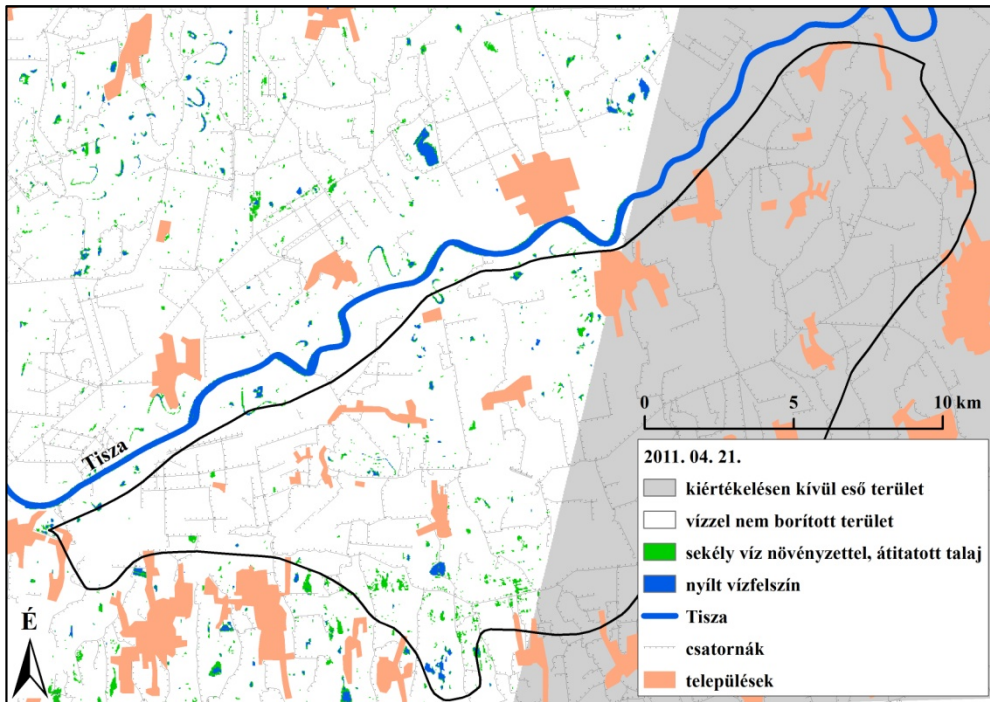 Tisza
É
0 5 10 km
2011. 04. 21.
kiértékelésen kívül eső terület
vízzel nem borított terület
sekély víz növényzettel, átitatott talaj
nyílt vízfelszín
Tisza
csatornák
települések